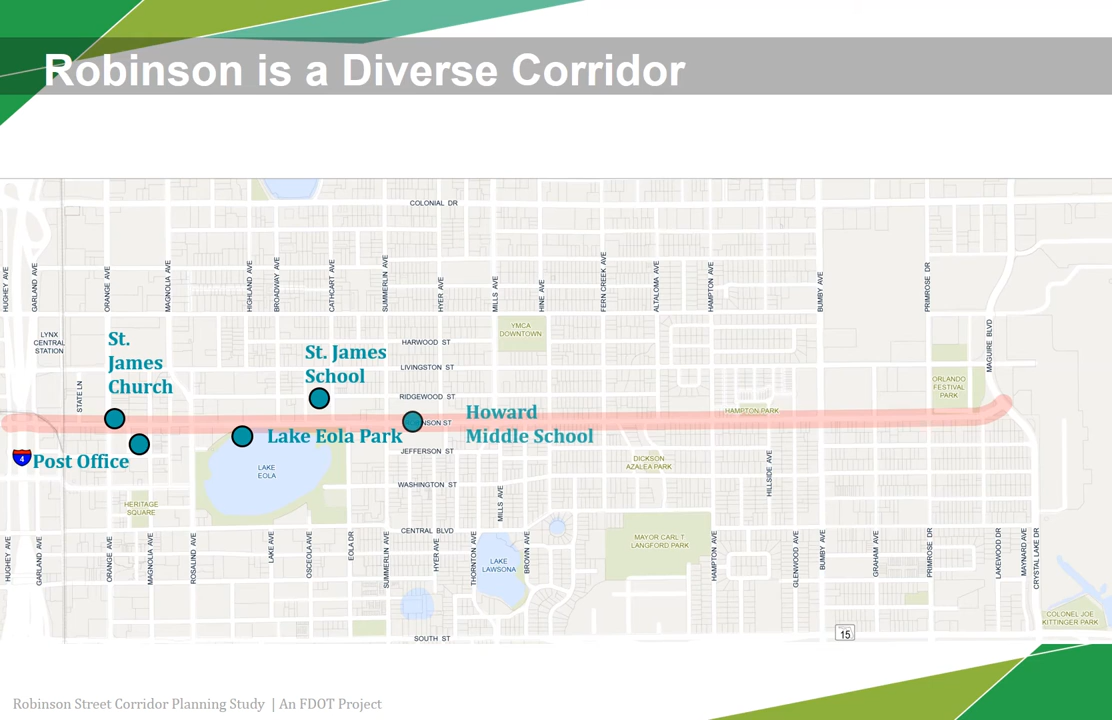 Robinson is a Diverse Corridor
COLONIAL DR
HUGHEY AVE
GARLAND AVE
ORANGE AVE
MAGNOLIA AVE
HIGHLAND AVE
BROADWAY AVE
CATHCART AVE
SUMMERLIN AVE
HYER AVE
MILLS AVE
HINE AVE
FERN CREEK AVE
ALTALOMA AVE
HAMPTON AVE
BUMBY AVE
PRIMROSE DR
MAGUIRE BLVD
LYNX
CENTRAL
STATION
STATE LN
St.
James
Church
St. James
School
YMCA
DOWNTOWN
HARWOOD ST
LIVINGSTON ST
RIDGEWOOD ST
NSON ST
ORLANDO
FESTIVAL
PARK
HAMPTON PARK
Howard
Middle School
Lake Eola Park
4
Post Office
JEFFERSON ST
LAKE
EOLA
DICKSON
AZALEA PARK
HILLSIDE AVE
WASHINGTON ST
MILLS AVE
HERITAGE
SQUARE
CENTRAL BLVD
MAYOR CARL T
LANGFORD PARK
HUGHEY AVE
GARLAND AVE
ORANGE AVE
MAGNOLIA AVE
ROSALIND AVE
LAKE AVE
OSCEOLA AVE
EOLA DR
SUMMERLIN AVE
HYER AVE
THORNTON AVE
LAKE
LAWSONA
BROWN AVE
HAMPTON AVE
GLENWOOD AVE
BUMBY AVE
GRAHAM AVE
PRIMROSE DR
LAKEWOOD DR
MAYNARD AVE
CRYSTAL LAKE DR
COLONEL JOE
KITTINGER PARK
SOUTH ST
15
Robinson Street Corridor Planning Study | An FDOT Project